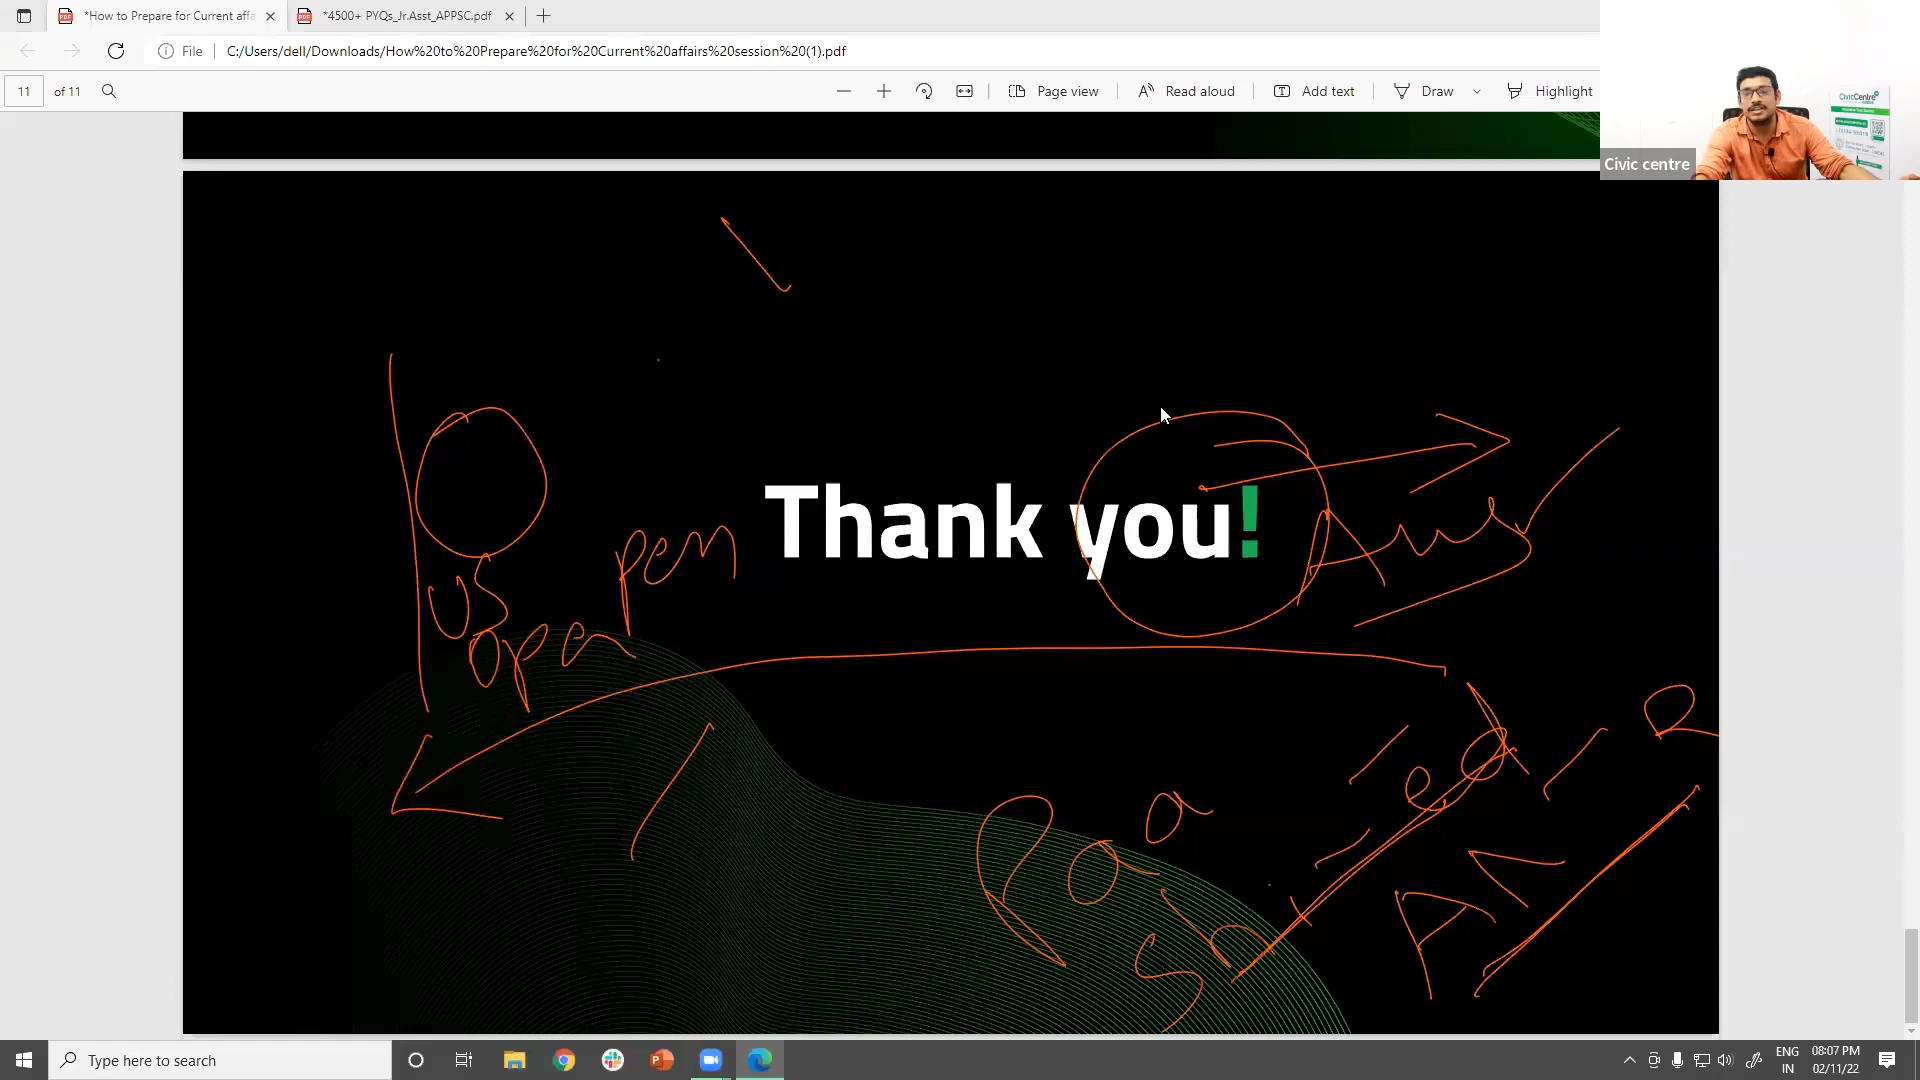 *How to Prepare for Current affa
*4500+ PYQs_Jr.Asst_APPSC.pdf
File
C:/Users/dell/Downloads/How%20to%20Prepare%20for%20Current%20affairs%20session%20(1).pdf
11 of 11
Page view
Read aloud
Add text
Draw
Highlight
CivicCentre
Civic centre
Thank you!
US
open pen
Type here to search
ENG
IN
08:07 PM
02/11/22